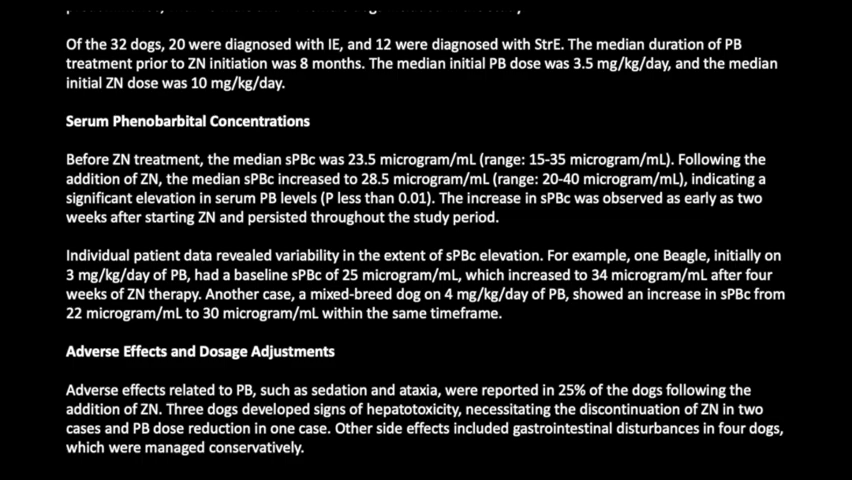 Of the 32 dogs, 20 were diagnosed with IE, and 12 were diagnosed with StrE. The median duration of PB
treatment prior to ZN initiation was 8 months. The median initial PB dose was 3.5 mg/kg/day, and the median
initial ZN dose was 10 mg/kg/day.
Serum Phenobarbital Concentrations
Before ZN treatment, the median sPBc was 23.5 microgram/mL (range: 15-35 microgram/mL). Following the
addition of ZN, the median sPBc increased to 28.5 microgram/mL (range: 20-40 microgram/mL), indicating a
significant elevation in serum PB levels (P less than 0.01). The increase in sPBc was observed as early as two
weeks after starting ZN and persisted throughout the study period.
Individual patient data revealed variability in the extent of sPBc elevation. For example, one Beagle, initially on
3 mg/kg/day of PB, had a baseline sPBc of 25 microgram/mL, which increased to 34 microgram/mL after four
weeks of ZN therapy. Another case, a mixed-breed dog on 4 mg/kg/day of PB, showed an increase in sPBc from
22 microgram/mL to 30 microgram/mL within the same timeframe.
Adverse Effects and Dosage Adjustments
Adverse effects related to PB, such as sedation and ataxia, were reported in 25% of the dogs following the
addition of ZN. Three dogs developed signs of hepatotoxicity, necessitating the discontinuation of ZN in two
cases and PB dose reduction in one case. Other side effects included gastrointestinal disturbances in four dogs,
which were managed conservatively.